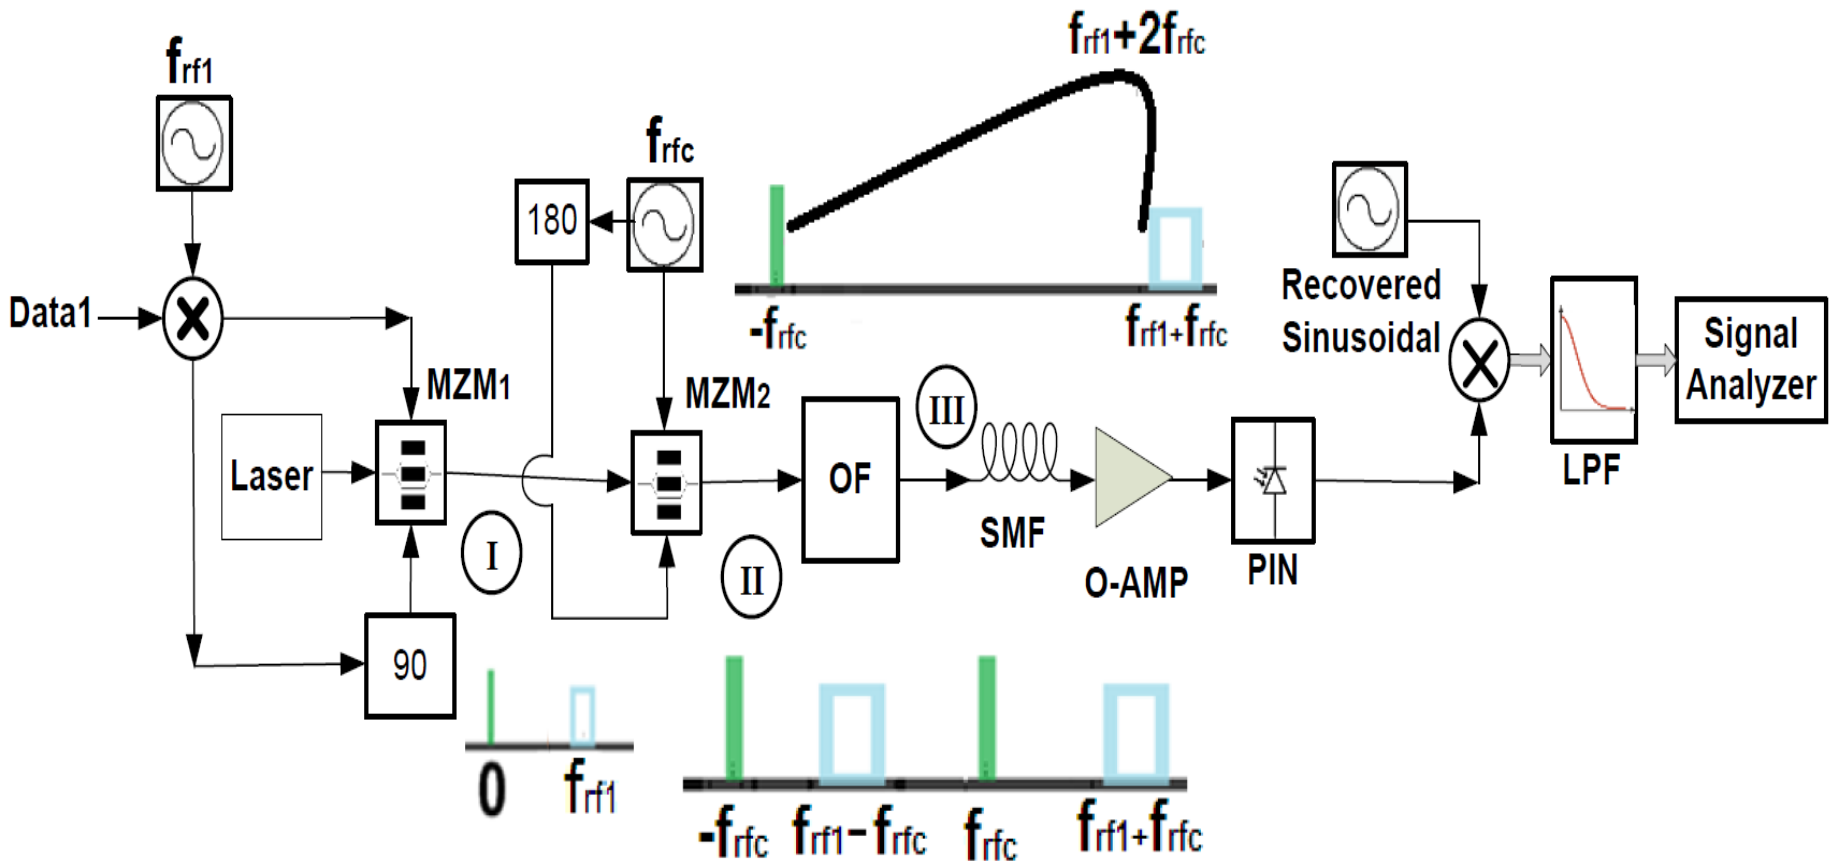 frf1
frf1+2frfc
frfc
180
Data1
-frfc
frf1+frfc
Recovered
Sinusoidal
Signal
Analyzer
MZM1
MZM2
Laser
OF
III
LPF
SMF
I
II
O-AMP
PIN
90
0
frf1
-frfc
frf1-frfc
frfc
frf1+frfc